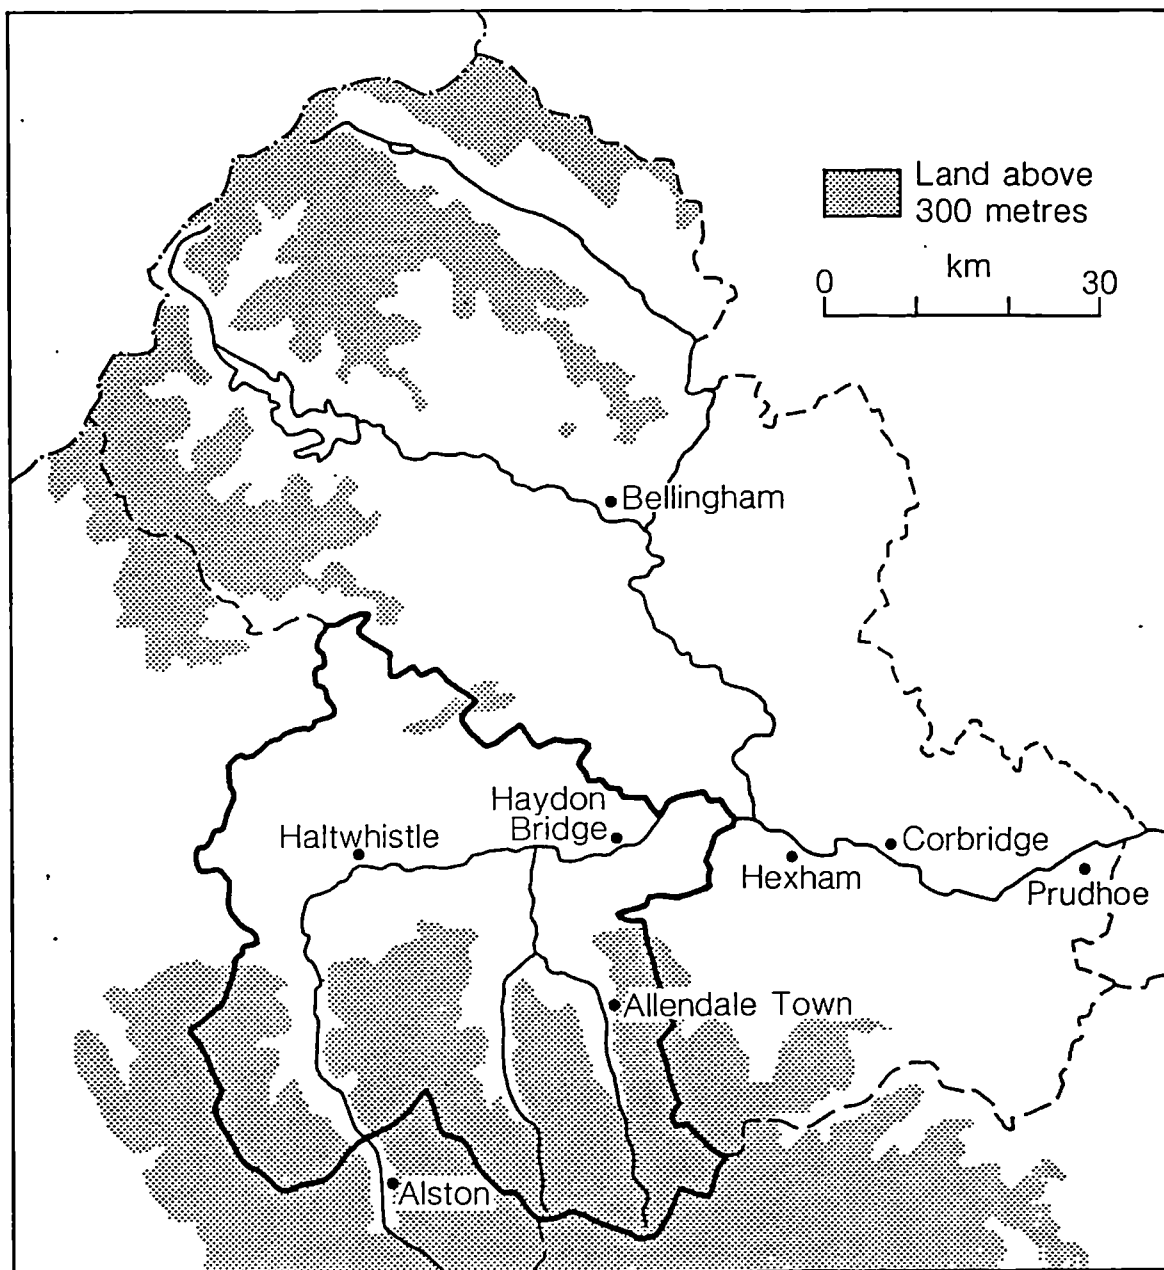 Land above
300 metres
km
0 30
Bellingham
Haydon
Bridge
Haltwhistle
Corbridge
Hexham
Prudhoe
Allendale Town
Alston